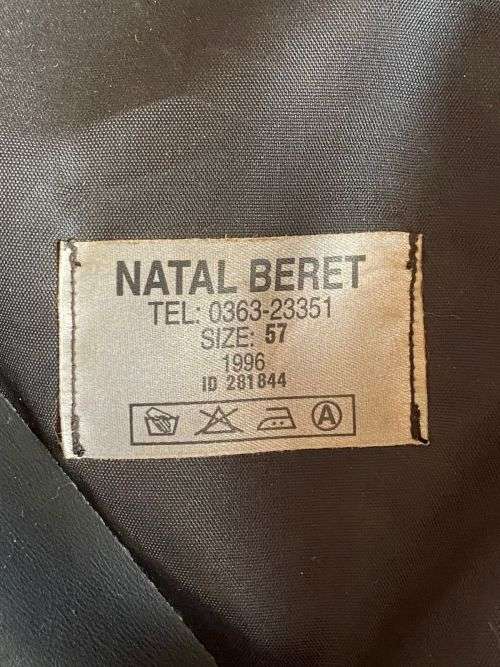 NATAL BERET
TEL: 0363-23351
SIZE: 57
1996
ID 281844
A